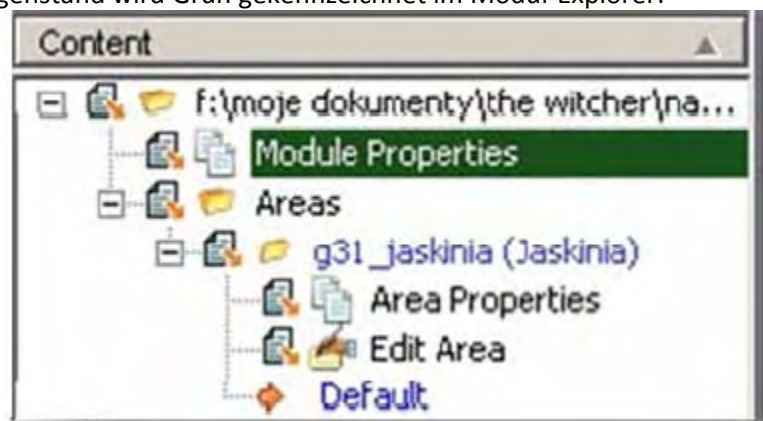 genstand wird Grün gekennzeichnet im Modul Explorer.
Content
f:\moje dokumenty\the witcher\na...
Module Properties
Areas
g31_jaskinia (Jaskinia)
Area Properties
Edit Area
Default